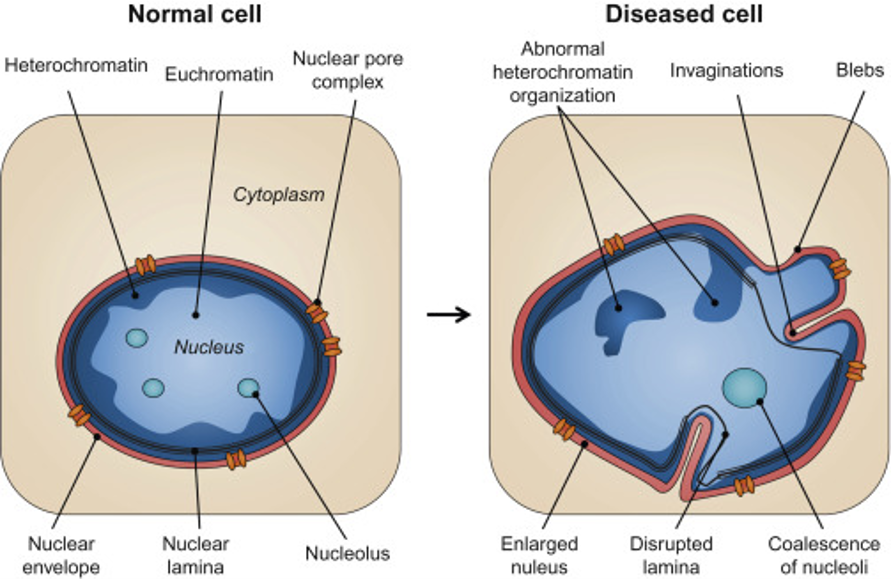 Normal cell
Heterochromatin
Euchromatin
Nuclear pore
complex
Cytoplasm
Nucleus
Nuclear
envelope
Nuclear
lamina
Nucleolus
Diseased cell
Abnormal
heterochromatin
organization
Invaginations
Blebs
Enlarged
nuleus
Disrupted
lamina
Coalescence
of nucleoli